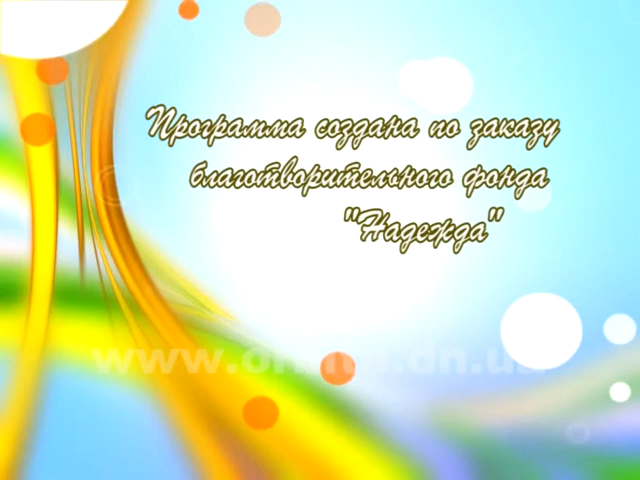 Программа создана по заказу
благотворительного фонда
"Надежда"